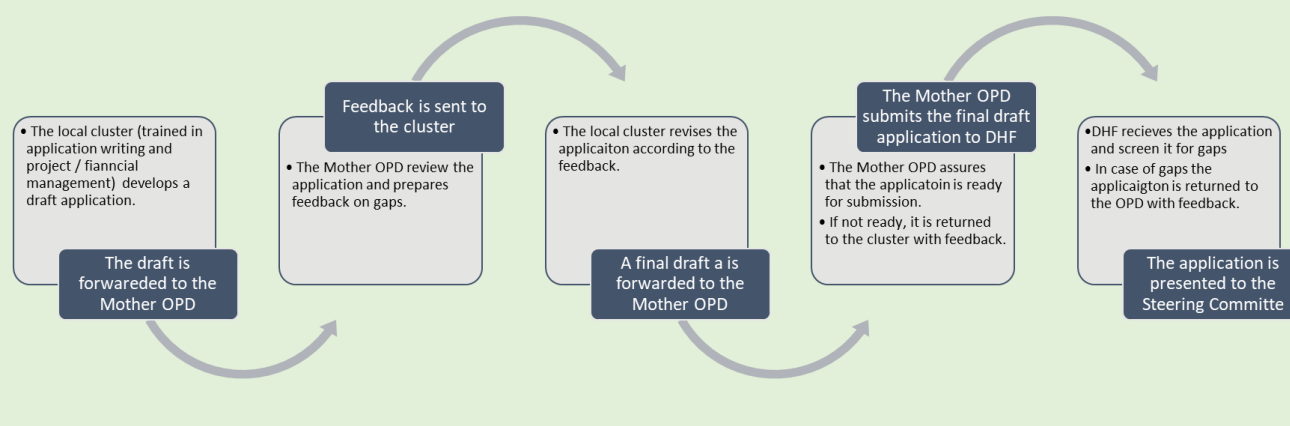 • The local cluster (trained in
application writing and
project / fianncial
management) develops a
draft application.
The draft is
forwareded to the
Mother OPD
Feedback is sent to
the cluster
• The Mother OPD review the
application and prepares
feedback on gaps.
• The local cluster revises the
applicaiton according to the
feedback.
A final draft a is
forwarded to the
Mother OPD
The Mother OPD
submits the final draft
application to DHF
• The Mother OPD assures
that the applicatoin is ready
for submission.
• If not ready, it is returned
to the cluster with feedback.
•DHF recieves the application
and screen it for gaps
• In case of gaps the
applicaigton is returned to
the OPD with feedback.
The application is
presented to the
Steering Committe